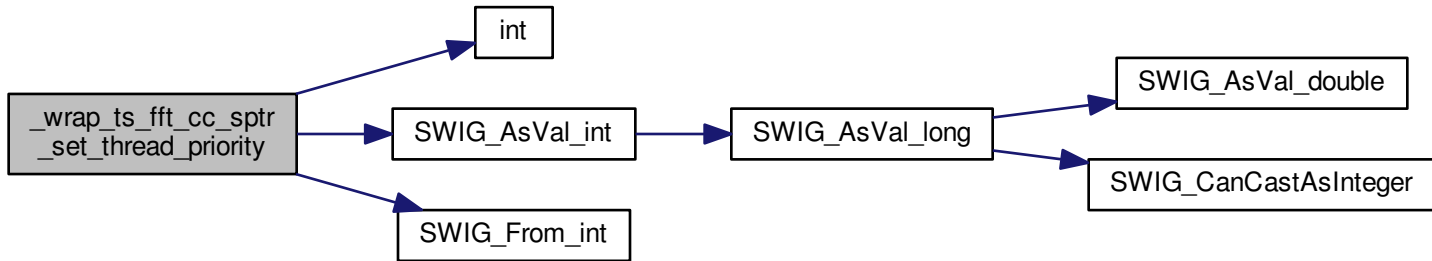 _wrap_ts_fft_cc_sptr
_set_thread_priority
int
SWIG_AsVal_int
SWIG_From_int
SWIG_AsVal_long
SWIG_AsVal_double
SWIG_CanCastAsInteger